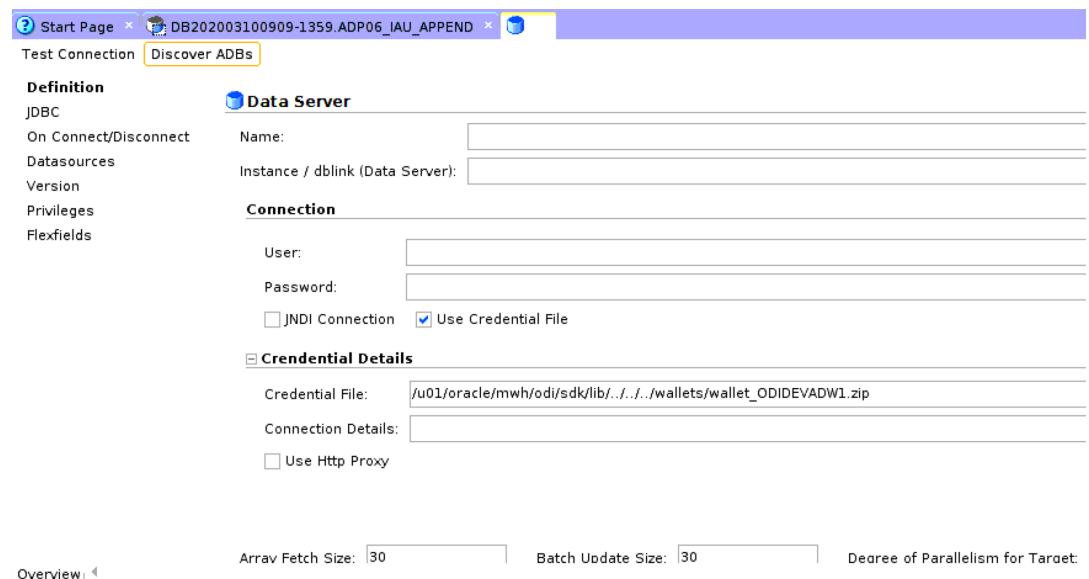 Start Page × DB202003100909-1359.ADP06_IAU_APPEND ×
Test Connection Discover ADBs
Definition
JDBC
On Connect/Disconnect
Datasources
Version
Privileges
Flexfields
Data Server
Name:
Instance / dblink (Data Server):
Connection
User:
Password:
JNDI Connection Use Credential File
Crendential Details
Credential File: /u01/oracle/mwh/odi/sdk/lib/../../../wallets/wallet_ODIDEVADW1.zip
Connection Details:
Use Http Proxy
Array Fetch Size: 30 Batch Update Size: 30 Degree of Parallelism for Target:
Overview